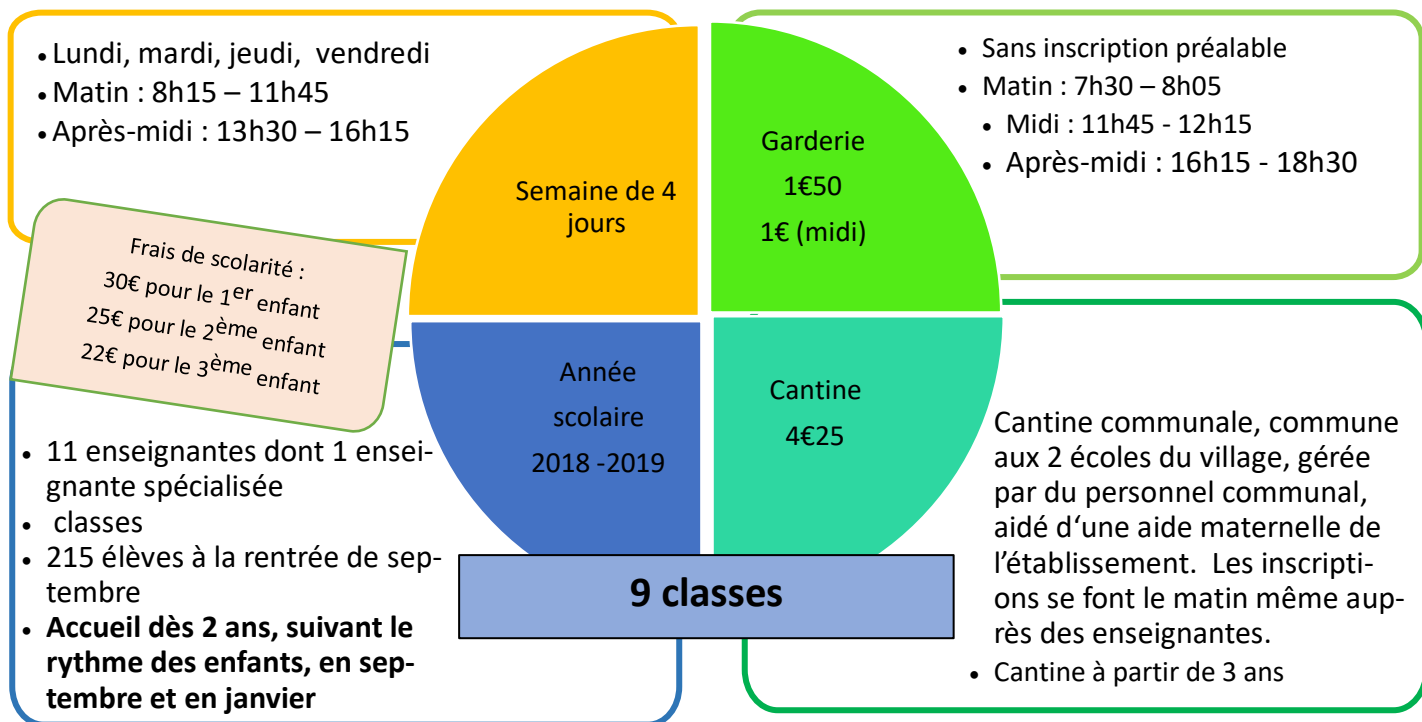 • Lundi, mardi, jeudi, vendredi
• Matin : 8h15 – 11h45
• Après-midi : 13h30 – 16h15
Semaine de 4
jours
Garderie
1€50
1€ (midi)
• Sans inscription préalable
• Matin : 7h30 – 8h05
• Midi : 11h45 - 12h15
• Après-midi : 16h15 - 18h30
Frais de scolarité :
30€ pour le 1er enfant
25€ pour le 2ème enfant
22€ pour le 3ème enfant
• 11 enseignantes dont 1 ensei-
gnante spécialisée
• classes
• 215 élèves à la rentrée de sep-
tembre
• Accueil dès 2 ans, suivant le
rythme des enfants, en sep-
tembre et en janvier
Année
scolaire
2018 -2019
Cantine
4€25
Cantine communale, commune
aux 2 écoles du village, gérée
par du personnel communal,
aidé d‘une aide maternelle de
l’établissement. Les inscripti-
ons se font le matin même aup-
rès des enseignantes.
• Cantine à partir de 3 ans
9 classes